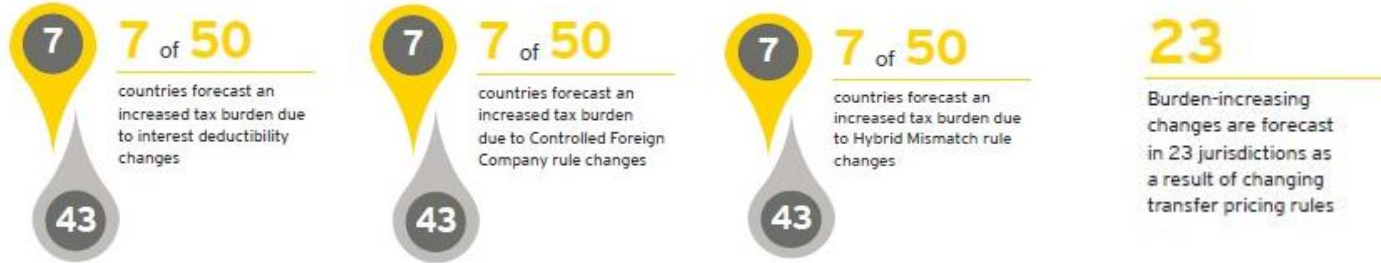 7
7 of 50
countries forecast an
increased tax burden due
to interest deductibility
changes
43
7
7 of 50
countries forecast an
increased tax burden
due to Controlled Foreign
Company rule changes
43
7
7 of 50
countries forecast an
increased tax burden due
to Hybrid Mismatch rule
changes
43
23
Burden-increasing
changes are forecast
in 23 jurisdictions as
a result of changing
transfer pricing rules